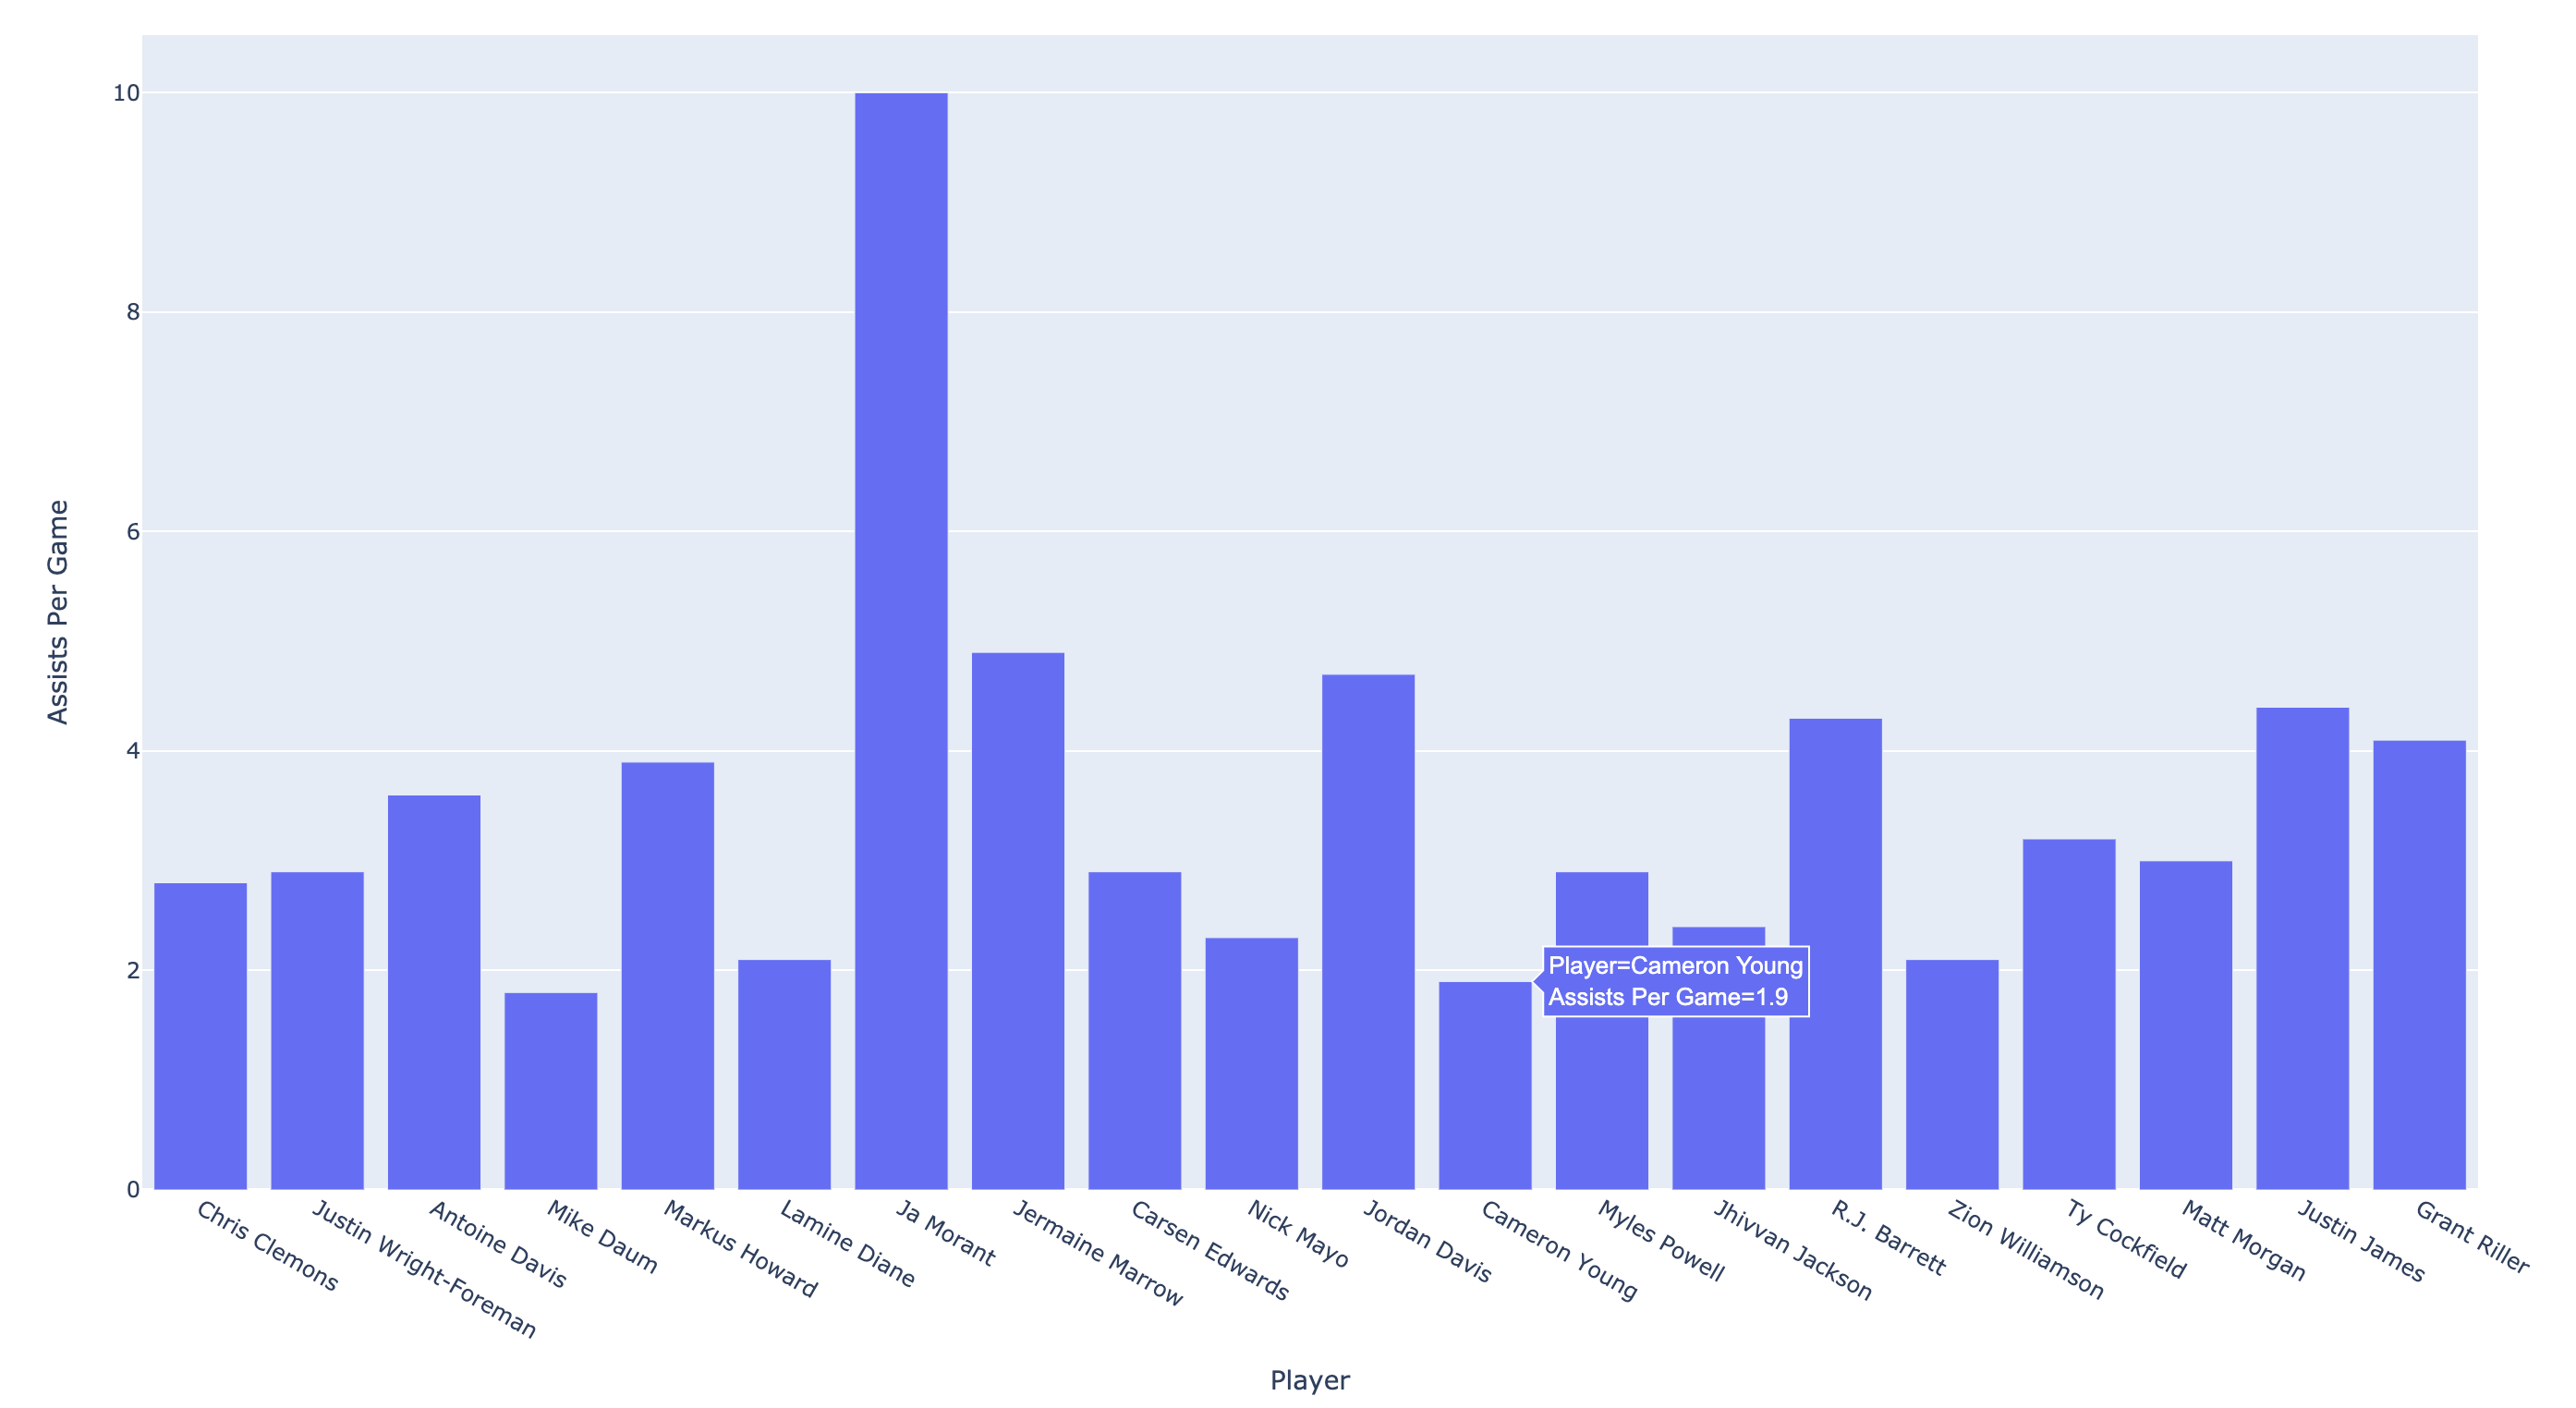 10
8
6
4
2
0
Assists Per Game
Player=Cameron Young
Assists Per Game=1.9
Chris Clemons
Justin Wright-Foreman
Antoine Davis
Mike Daum
Markus Howard
Lamine Diane
Ja Morant
Jermaine Marrow
Carsen Edwards
Nick Mayo
Jordan Davis
Cameron Young
Myles Powell
Jhivvan Jackson
R.J. Barrett
Zion Williamson
Ty Cockfield
Matt Morgan
Justin James
Grant Riller
Player